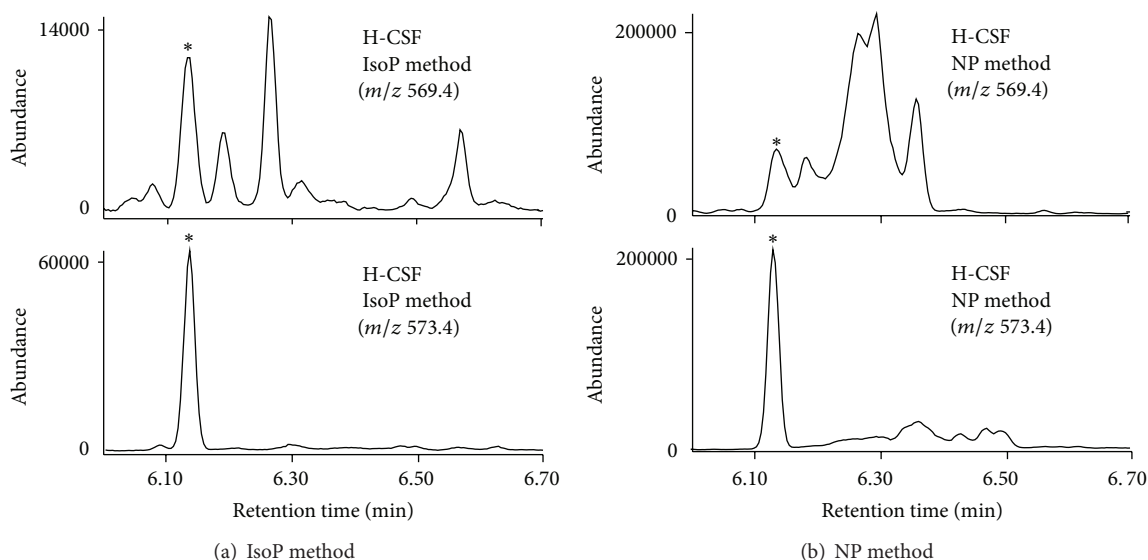 14000
0
Abundance
*
H-CSF
IsoP method
(m/z 569.4)
60000
0
Abundance
*
H-CSF
IsoP method
(m/z 573.4)
6.10 6.30 6.50 6.70
Retention time (min)
(a) IsoP method
200000
0
Abundance
*
H-CSF
NP method
(m/z 569.4)
200000
0
Abundance
*
H-CSF
NP method
(m/z 573.4)
6.10 6.30 6.50 6.70
Retention time (min)
(b) NP method